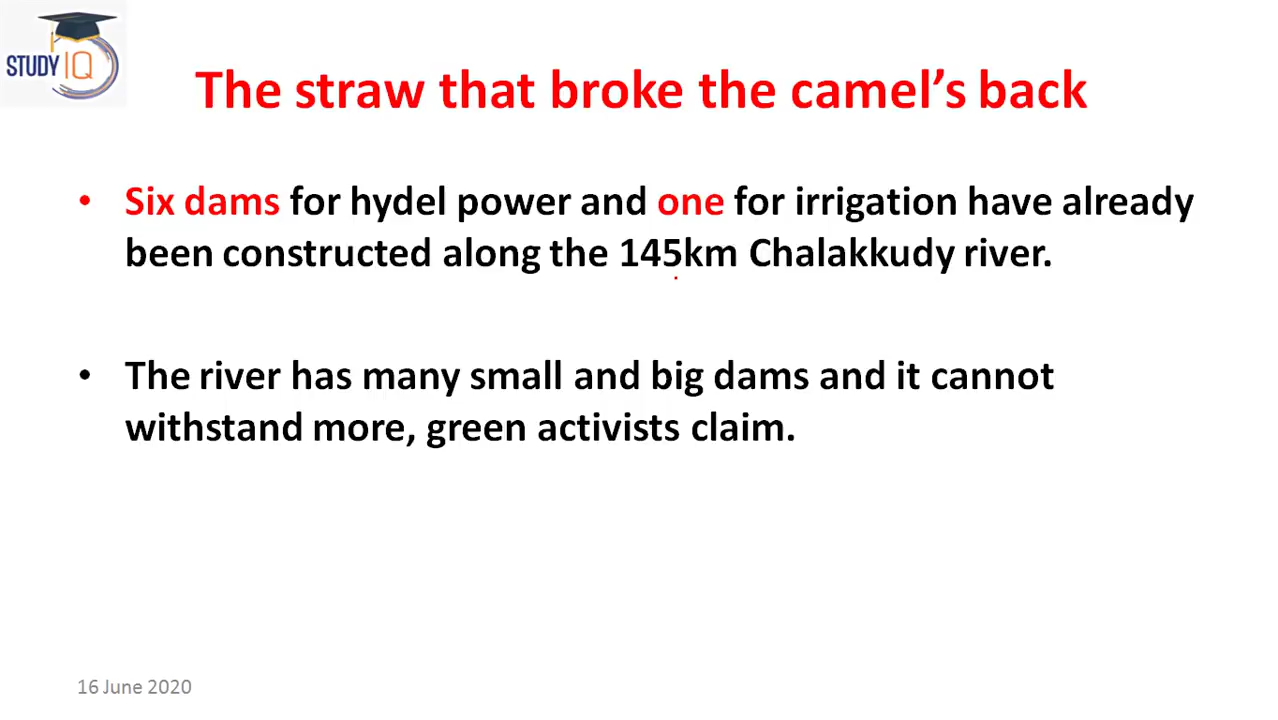 STUDY IQ
The straw that broke the camel’s back
• Six dams for hydel power and one for irrigation have already
been constructed along the 145km Chalakkudy river.
• The river has many small and big dams and it cannot
withstand more, green activists claim.
16 June 2020